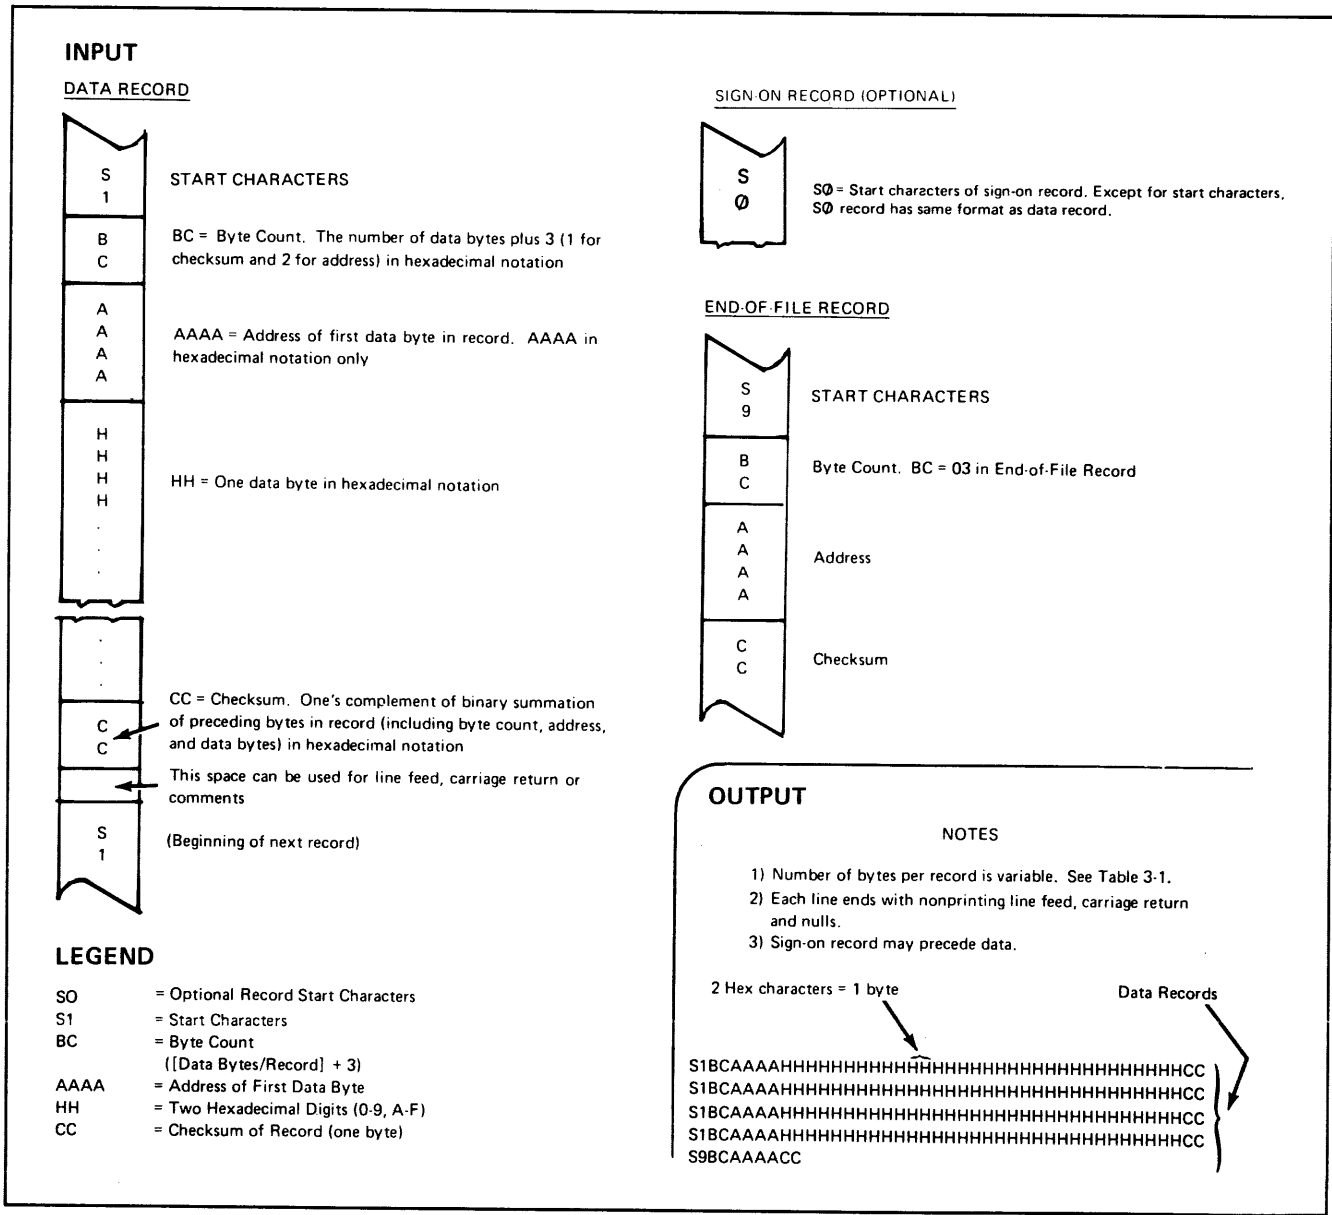 INPUT
DATA RECORD
S
1
START CHARACTERS
B
C
BC = Byte Count. The number of data bytes plus 3 (1 for
checksum and 2 for address) in hexadecimal notation
A
A
A
A
AAAA = Address of first data byte in record. AAAA in
hexadecimal notation only
H
H
H
H
.
.
.
HH = One data byte in hexadecimal notation
.
.
.
C
C
CC = Checksum. One's complement of binary summation
of preceding bytes in record (including byte count, address,
and data bytes) in hexadecimal notation
This space can be used for line feed, carriage return or
comments
S
1
(Beginning of next record)
LEGEND
SO = Optional Record Start Characters
S1 = Start Characters
BC = Byte Count
([Data Bytes/Record] + 3)
AAAA = Address of First Data Byte
HH = Two Hexadecimal Digits (0-9, A-F)
CC = Checksum of Record (one byte)
SIGN-ON RECORD (OPTIONAL)
S
Ø
SØ = Start characters of sign-on record. Except for start characters,
SØ record has same format as data record.
END-OF-FILE RECORD
S
9
START CHARACTERS
B
C
Byte Count. BC = 03 in End-of-File Record
A
A
A
A
Address
C
C
Checksum
OUTPUT
NOTES
1) Number of bytes per record is variable. See Table 3-1.
2) Each line ends with nonprinting line feed, carriage return
and nulls.
3) Sign-on record may precede data.
2 Hex characters = 1 byte
Data Records
S1BCAAAAHHHHHHHHHHHHHHHHHHHHHHHHHHHHHHHHCC
S1BCAAAAHHHHHHHHHHHHHHHHHHHHHHHHHHHHHHHHCC
S1BCAAAAHHHHHHHHHHHHHHHHHHHHHHHHHHHHHHHHCC
S1BCAAAAHHHHHHHHHHHHHHHHHHHHHHHHHHHHHHHHCC
S9BCAAAACC